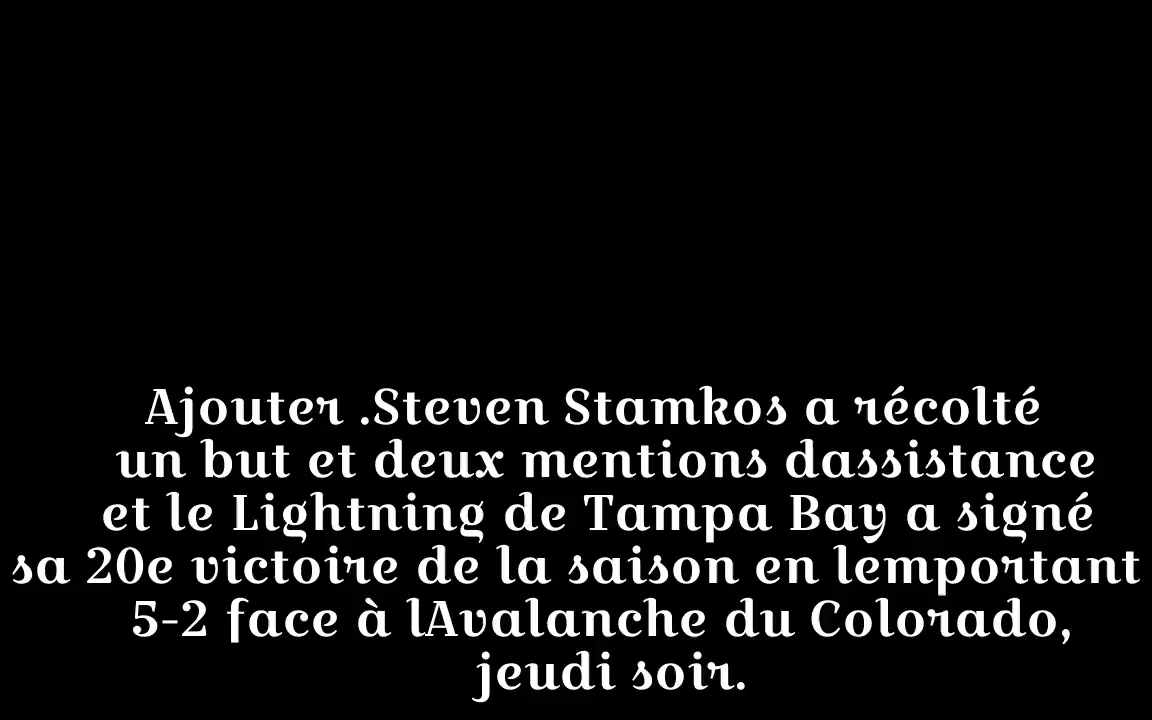 Ajouter .Steven Stamkos a récolté
un but et deux mentions dassistance
et le Lightning de Tampa Bay a signé
sa 20e victoire de la saison en lemportant
5-2 face à lAvalanche du Colorado,
jeudi soir.